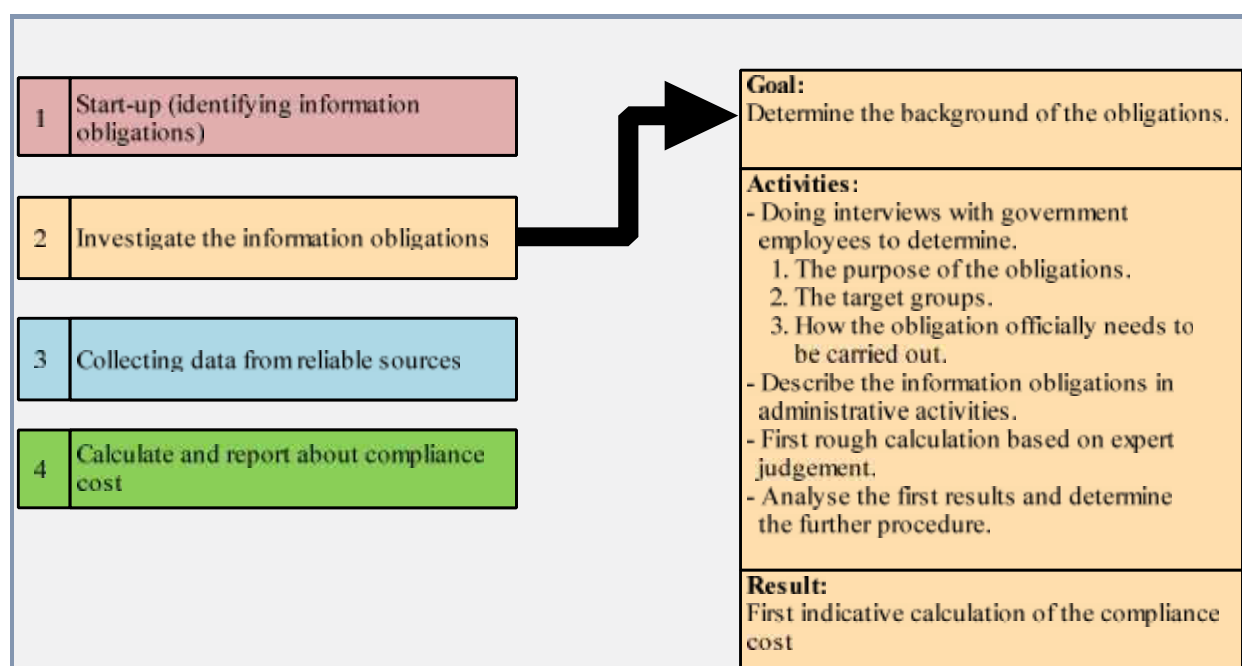 1
Start-up (identifying information
obligations)
2
Investigate the information obligations
3
Collecting data from reliable sources
4
Calculate and report about compliance
cost
Goal:
Determine the background of the obligations.
Activities:
- Doing interviews with government
employees to determine.
1. The purpose of the obligations.
2. The target groups.
3. How the obligation officially needs to
be carried out.
- Describe the information obligations in
administrative activities.
- First rough calculation based on expert
judgement.
- Analyse the first results and determine
the further procedure.
Result:
First indicative calculation of the compliance
cost